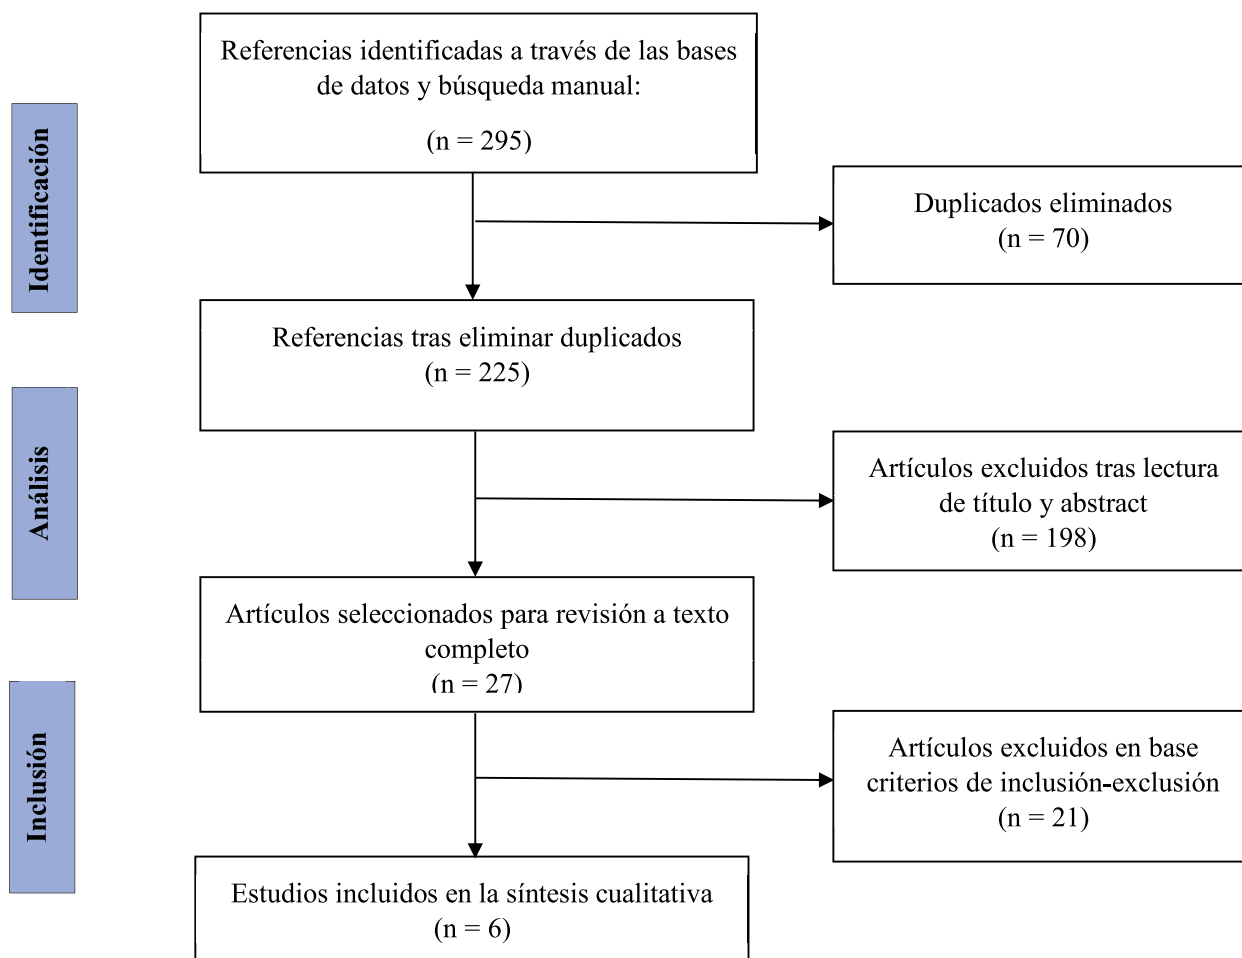 Referencias identificadas a través de las bases
de datos y búsqueda manual:
(n = 295)
Identificación
Duplicados eliminados
(n = 70)
Referencias tras eliminar duplicados
(n = 225)
Análisis
Artículos excluidos tras lectura
de título y abstract
(n = 198)
Artículos seleccionados para revisión a texto
completo
(n = 27)
Inclusión
Artículos excluidos en base
criterios de inclusión-exclusión
(n = 21)
Estudios incluidos en la síntesis cualitativa
(n = 6)